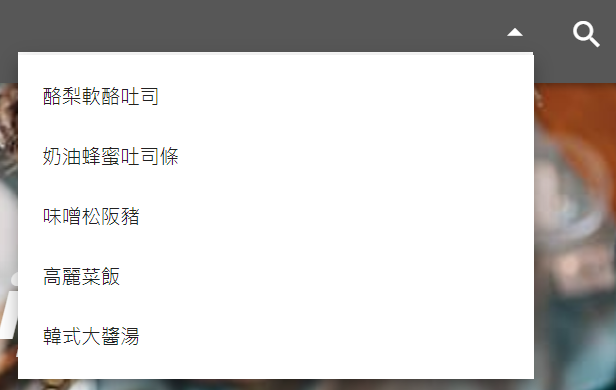 酪梨軟酪吐司
奶油蜂蜜吐司條
味噌松阪豬
高麗菜飯
韓式大醬湯